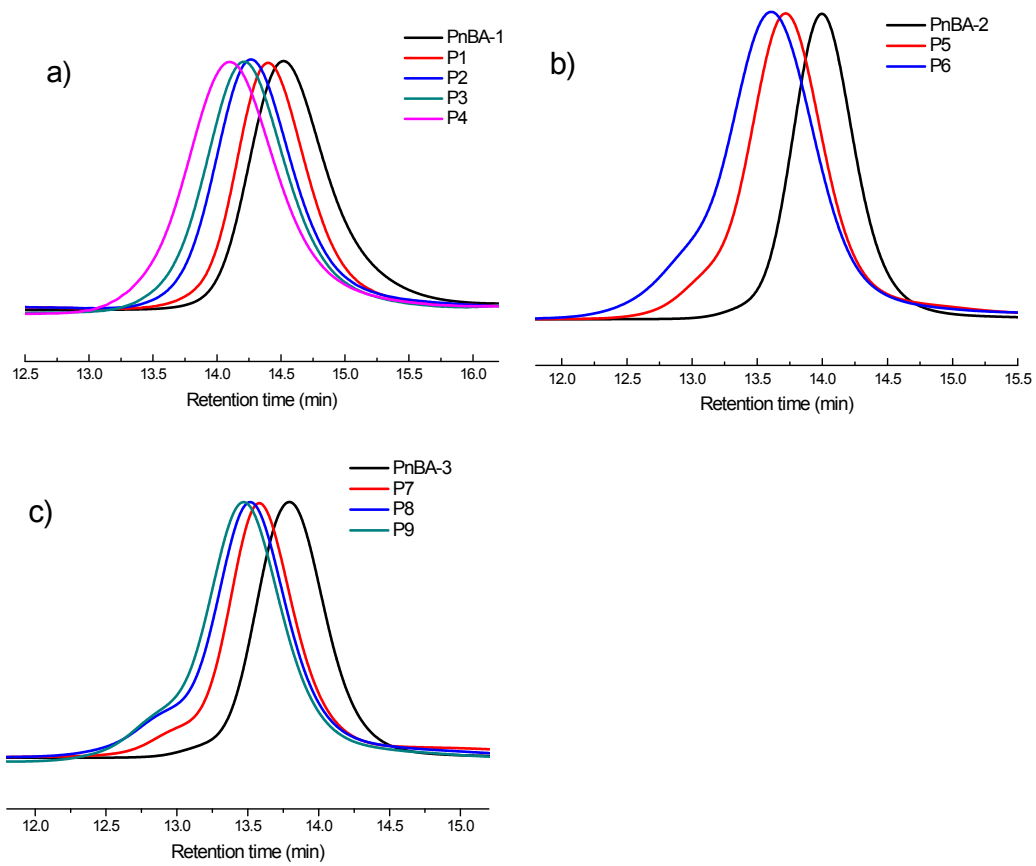 a)
PnBA-1
P1
P2
P3
P4
12.5 13.0 13.5 14.0 14.5 15.0 15.5 16.0
Retention time (min)
b)
PnBA-2
P5
P6
12.0 12.5 13.0 13.5 14.0 14.5 15.0 15.5
Retention time (min)
c)
PnBA-3
P7
P8
P9
12.0 12.5 13.0 13.5 14.0 14.5 15.0
Retention time (min)